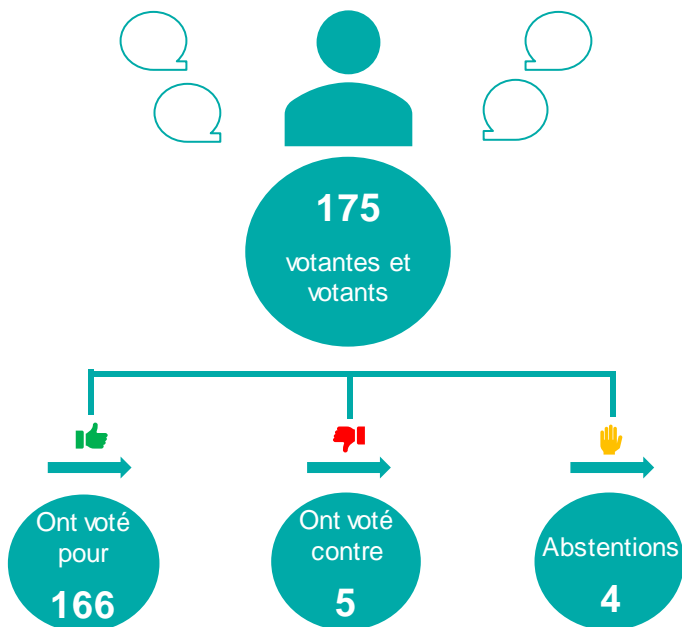 175
votantes et
votants
Ont voté
pour
166
Ont voté
contre
5
Abstentions
4